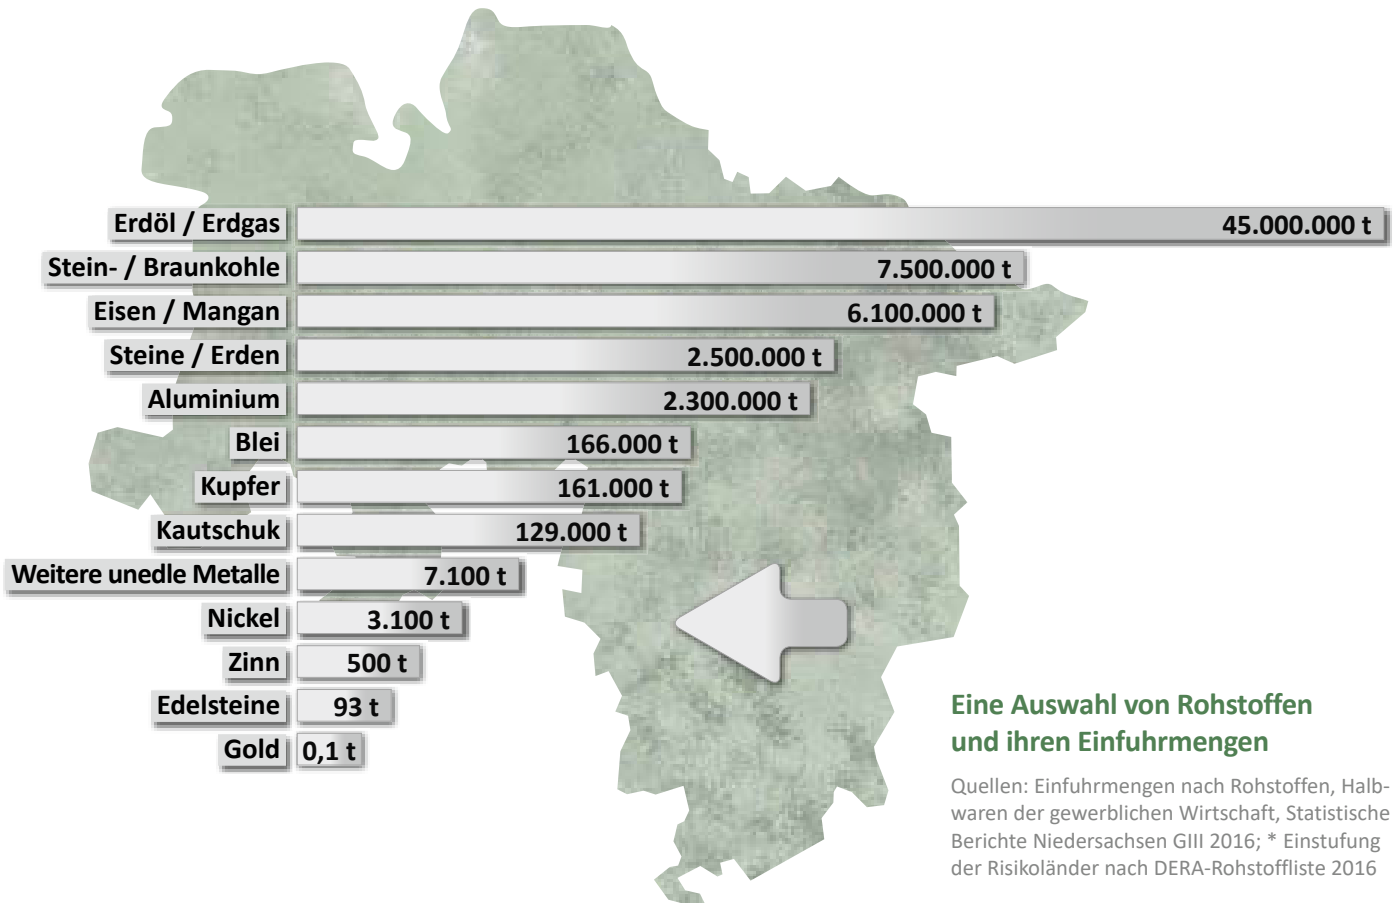 Erdöl / Erdgas 45.000.000 t
Stein- / Braunkohle 7.500.000 t
Eisen / Mangan 6.100.000 t
Steine / Erden 2.500.000 t
Aluminium 2.300.000 t
Blei 166.000 t
Kupfer 161.000 t
Kautschuk 129.000 t
Weitere unedle Metalle 7.100 t
Nickel 3.100 t
Zinn 500 t
Edelsteine 93 t
Gold 0,1 t
Eine Auswahl von Rohstoffen
und ihren Einfuhrmengen
Quellen: Einfuhrmengen nach Rohstoffen, Halb-
waren der gewerblichen Wirtschaft, Statistische
Berichte Niedersachsen GIII 2016; * Einstufung
der Risikoländer nach DERA-Rohstoffliste 2016